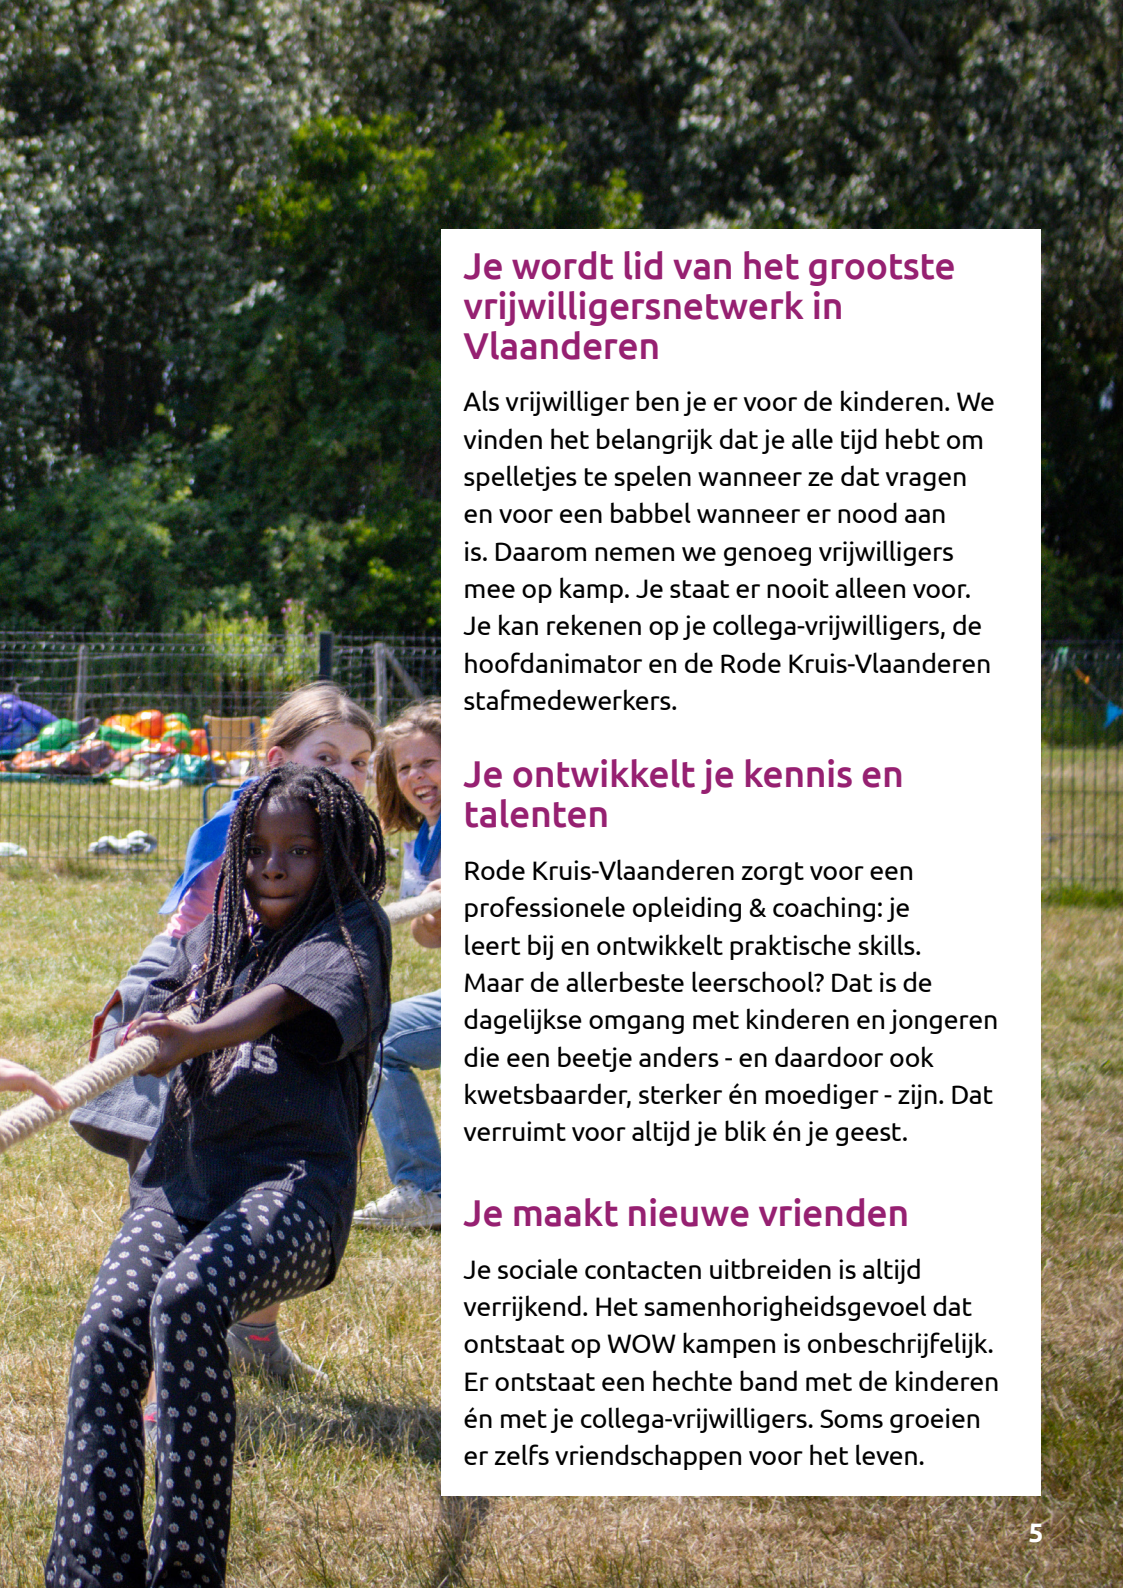 Je wordt lid van het grootste
vrijwilligersnetwerk in
Vlaanderen
Als vrijwilliger ben je er voor de kinderen. We
vinden het belangrijk dat je alle tijd hebt om
spelletjes te spelen wanneer ze dat vragen
en voor een babbel wanneer er nood aan
is. Daarom nemen we genoeg vrijwilligers
mee op kamp. Je staat er nooit alleen voor.
Je kan rekenen op je collega-vrijwilligers, de
hoofdanimator en de Rode Kruis-Vlaanderen
stafmedewerkers.
Je ontwikkelt je kennis en
talenten
Rode Kruis-Vlaanderen zorgt voor een
professionele opleiding & coaching: je
leert bij en ontwikkelt praktische skills.
Maar de allerbeste leerschool? Dat is de
dagelijkse omgang met kinderen en jongeren
die een beetje anders - en daardoor ook
kwetsbaarder, sterker én moediger - zijn. Dat
verruimt voor altijd je blik én je geest.
Je maakt nieuwe vrienden
Je sociale contacten uitbreiden is altijd
verrijkend. Het samenhorigheidsgevoel dat
ontstaat op WOW kampen is onbeschrijfelijk.
Er ontstaat een hechte band met de kinderen
én met je collega-vrijwilligers. Soms groeien
er zelfs vriendschappen voor het leven.
5